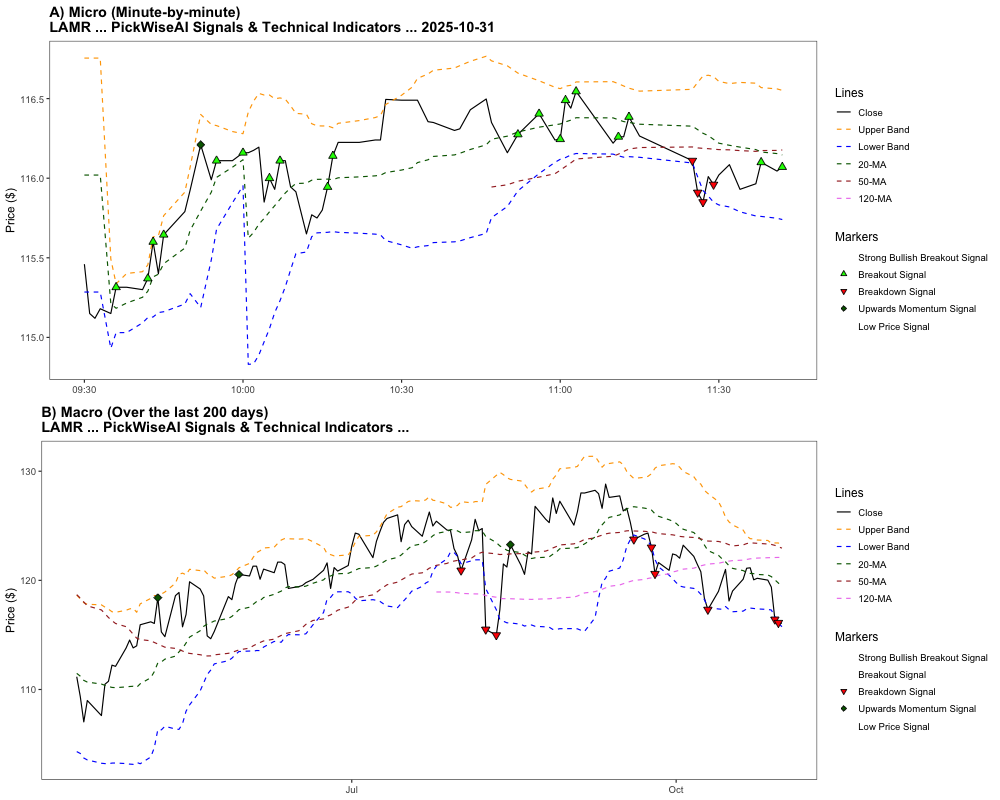 A) Micro (Minute-by-minute)
LAMR ... PickWiseAI Signals & Technical Indicators ... 2025-10-31
Price ($)
116.5
116.0
115.5
115.0
09:30
10:00
10:30
11:00
11:30
Lines
Close
Upper Band
Lower Band
20-MA
50-MA
120-MA
Markers
Strong Bullish Breakout Signal
Breakout Signal
Breakdown Signal
Upwards Momentum Signal
Low Price Signal
B) Macro (Over the last 200 days)
LAMR ... PickWiseAI Signals & Technical Indicators ...
Price ($)
130
120
110
Jul
Oct
Lines
Close
Upper Band
Lower Band
20-MA
50-MA
120-MA
Markers
Strong Bullish Breakout Signal
Breakout Signal
Breakdown Signal
Upwards Momentum Signal
Low Price Signal